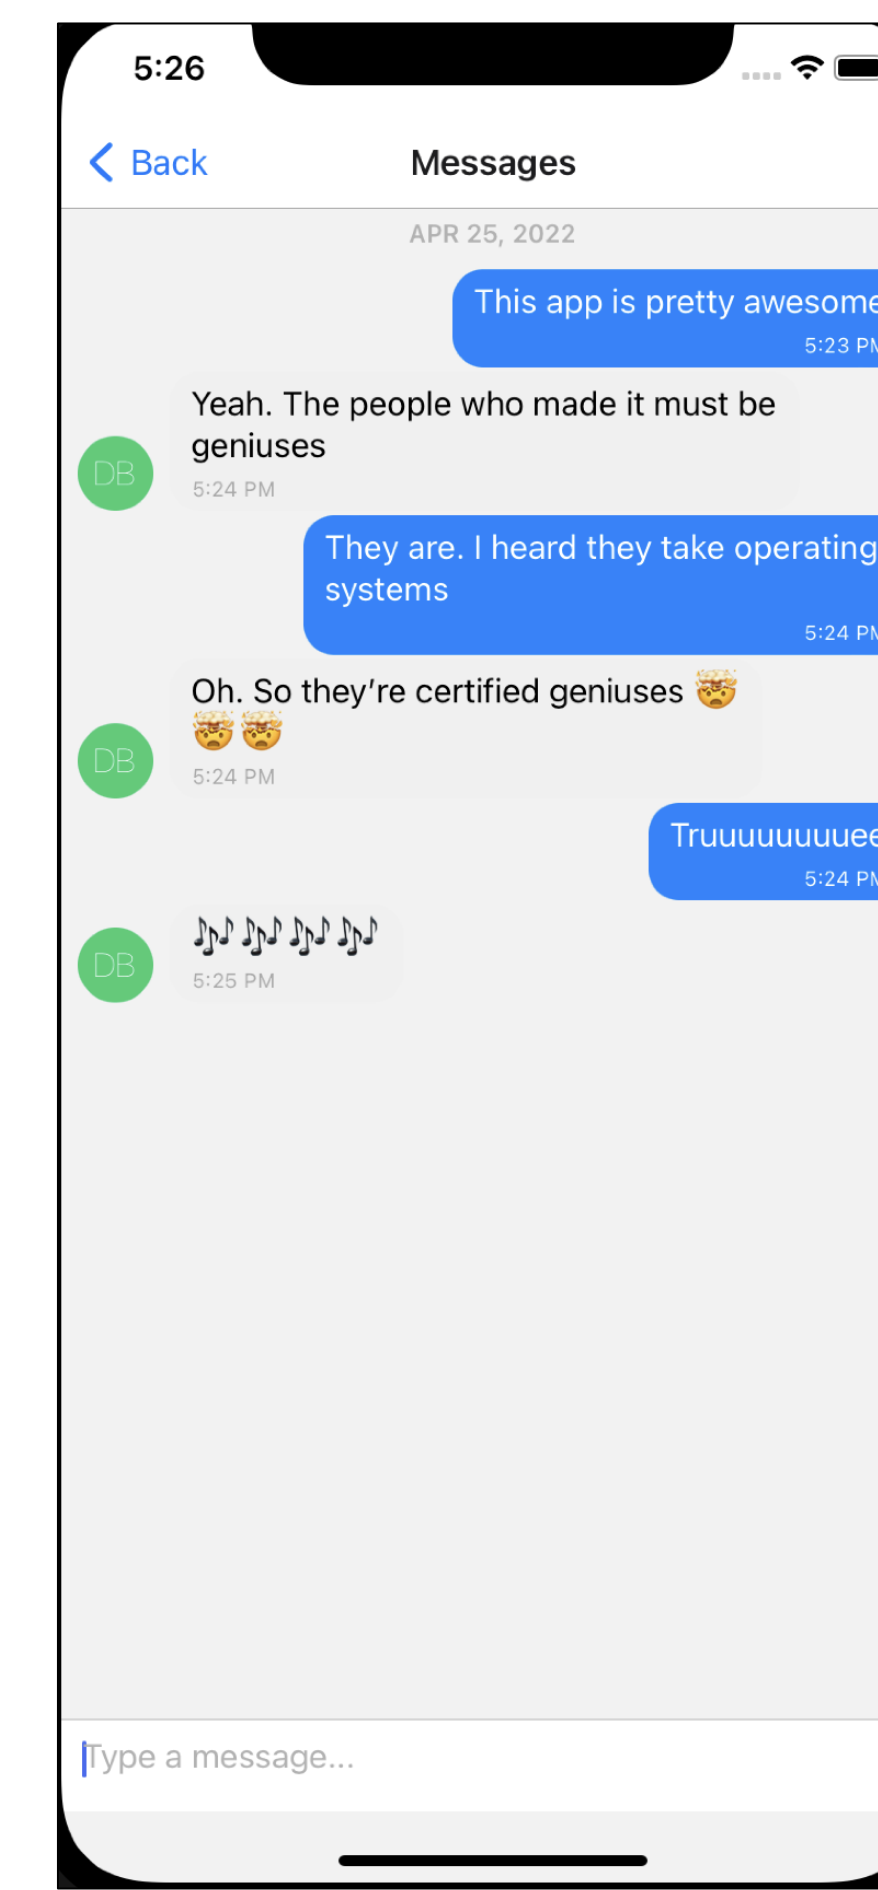 5:26
Back
Messages
APR 25, 2022
This app is pretty awesome
5:23 PM
Yeah. The people who made it must be
geniuses
DB
5:24 PM
They are. I heard they take operating
systems
5:24 PM
Oh. So they’re certified geniuses 🤯
🤯🤯
DB
5:24 PM
Truuuuuuuuee
5:24 PM
🎶🎶🎶🎶
DB
5:25 PM
Type a message...